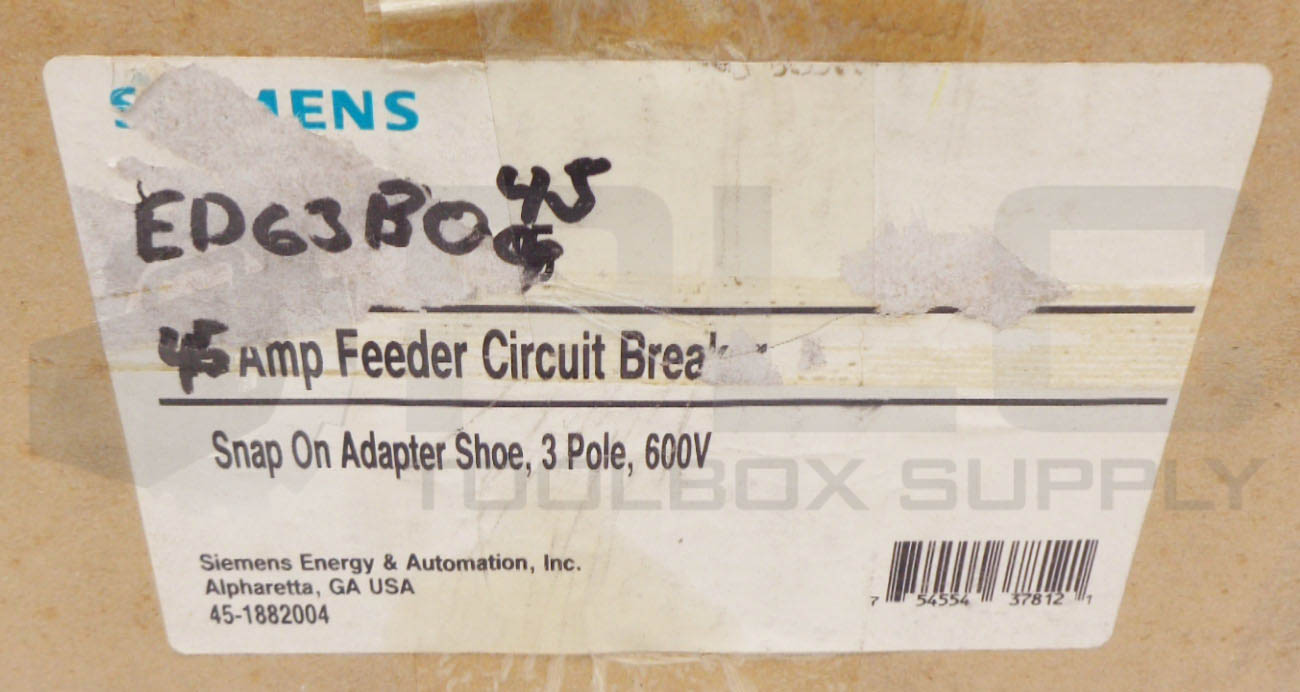 SIEMENS
ED63B045
45 Amp Feeder Circuit Breaker
Snap On Adapter Shoe, 3 Pole, 600V
TOOLBOX SUPPLY
Siemens Energy & Automation, Inc.
Alpharetta, GA USA
45-1882004
7 54554 37812 1